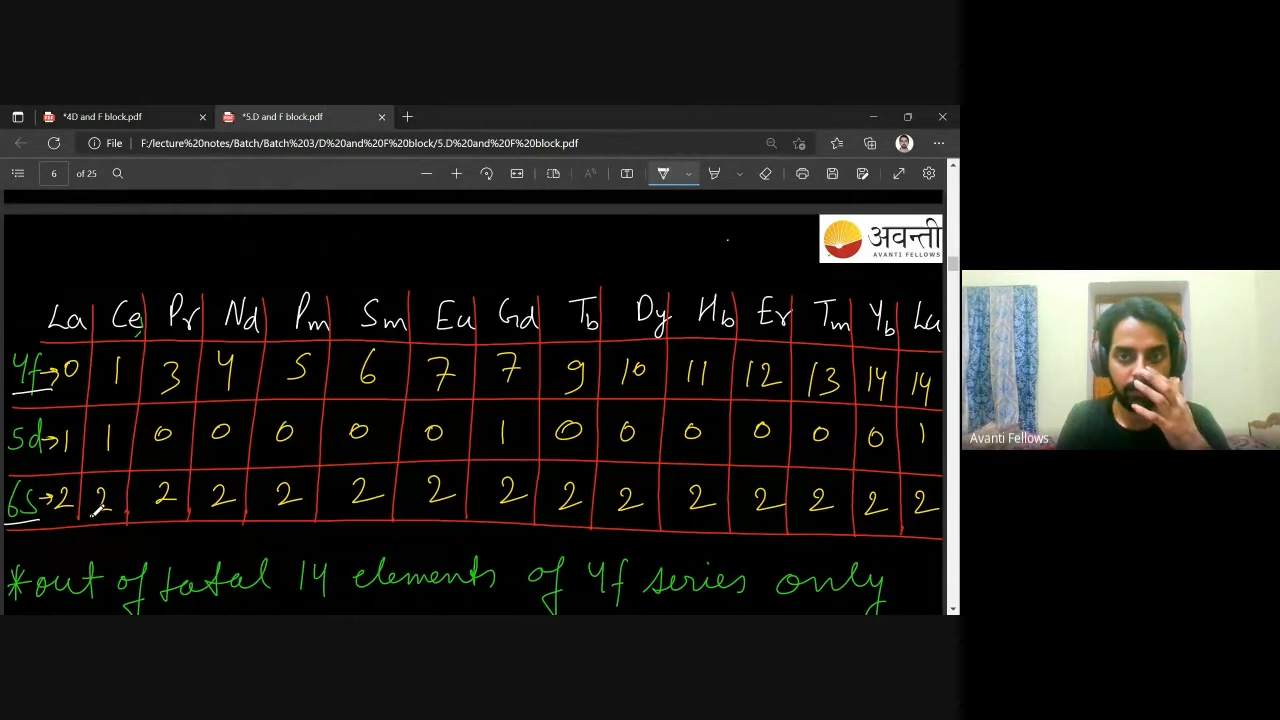 *4D and F block.pdf
*5.D and F block.pdf
File
F:/lecture%20notes/Batch/Batch%203/D%20and%20F%20block/5.D%20and%20F%20block.pdf
6 of 25
अवन्ती
AVANTI FELLOWS
La Ce Pr Nd Pm Sm Eu Gd Tb Dy Hb Er Tm Yb Lu
4f→ 0 1 3 4 5 6 7 7 9 10 11 12 13 14 14
5d→ 1 1 0 0 0 0 0 1 0 0 0 0 0 0 1
6s→ 2 2 2 2 2 2 2 2 2 2 2 2 2 2 2
*out of total 14 elements of 4f series only
Avanti Fellows